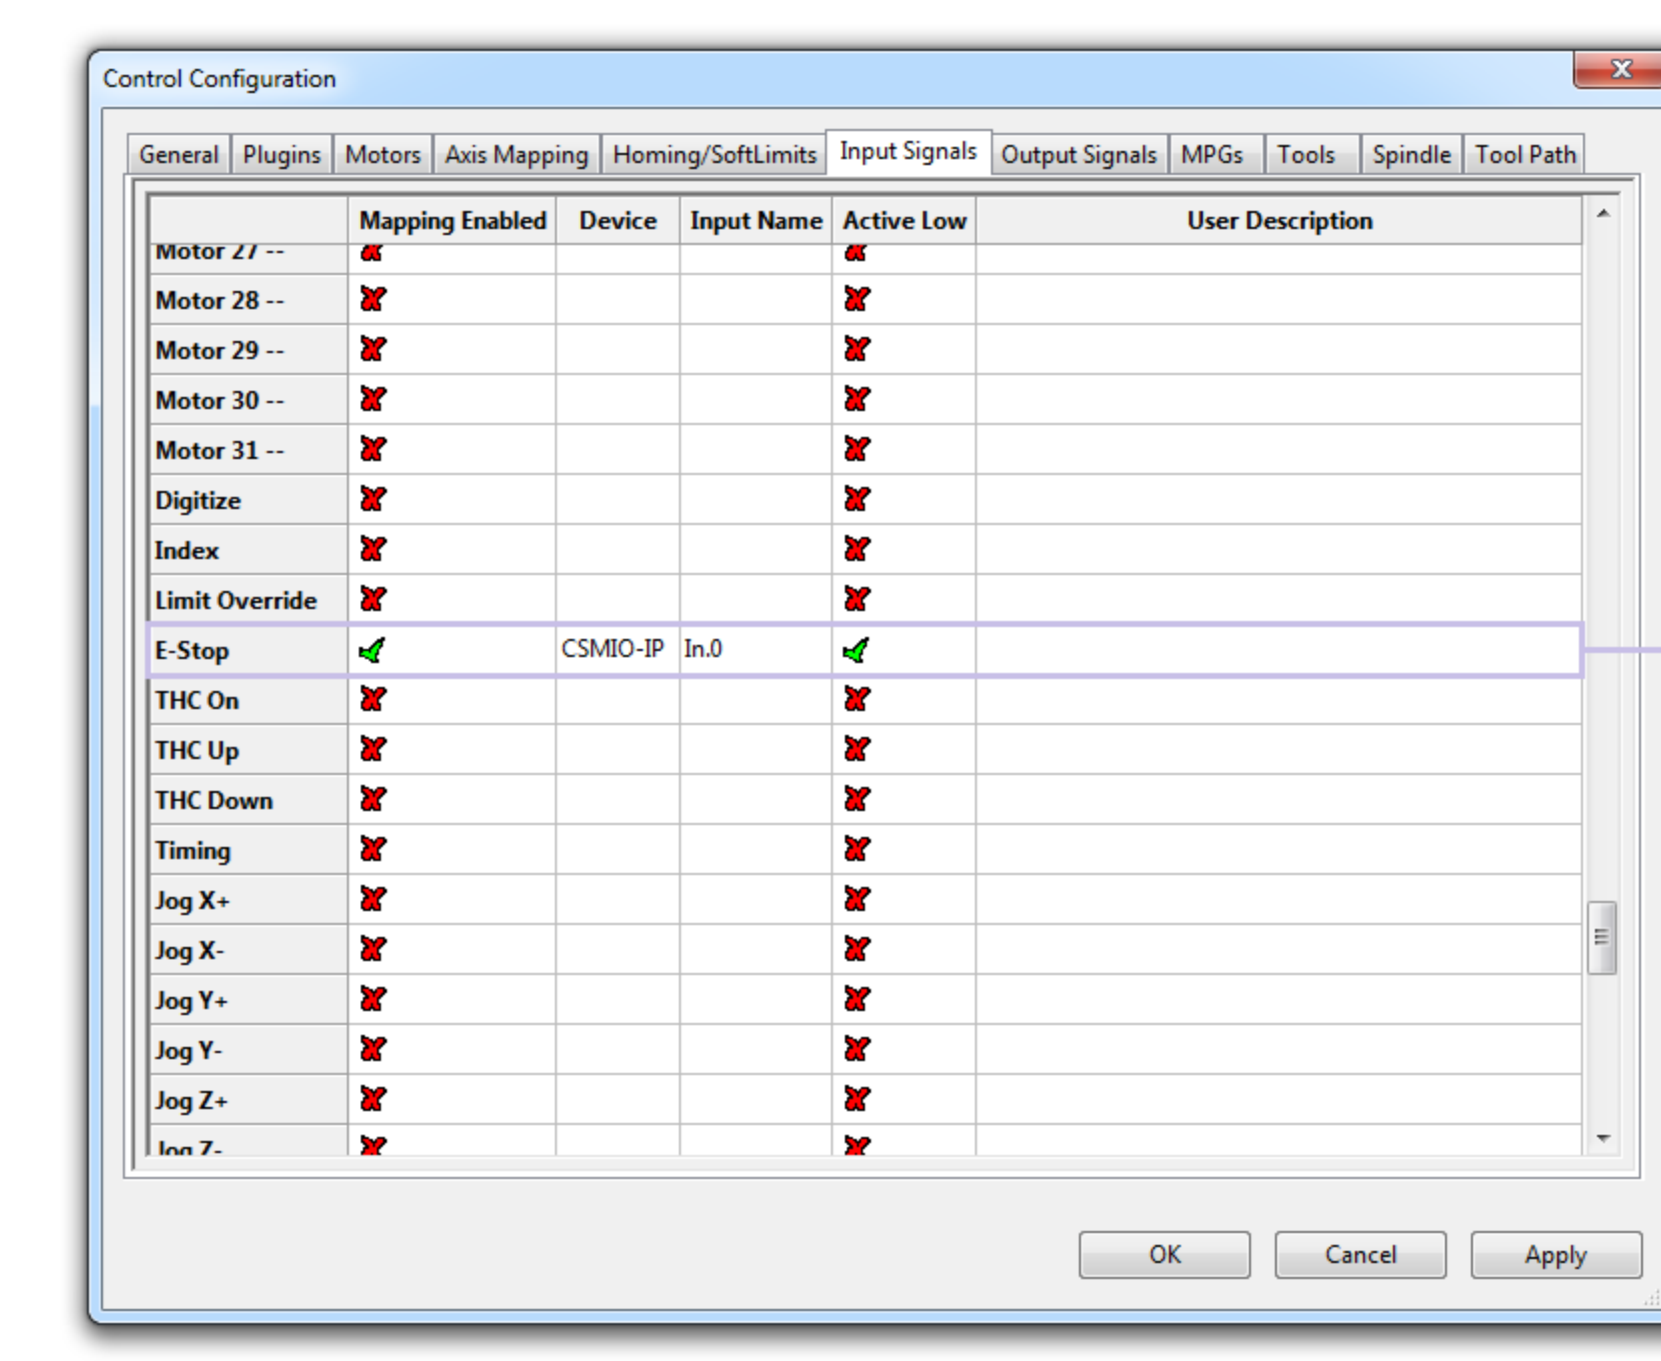 Control Configuration
General Plugins Motors Axis Mapping Homing/SoftLimits Input Signals Output Signals MPGs Tools Spindle Tool Path
Mapping Enabled Device Input Name Active Low User Description
Motor 27 --
Motor 28 --
Motor 29 --
Motor 30 --
Motor 31 --
Digitize
Index
Limit Override
E-Stop CSMIO-IP In.0
THC On
THC Up
THC Down
Timing
Jog X+
Jog X-
Jog Y+
Jog Y-
Jog Z+
Jog Z-
OK Cancel Apply